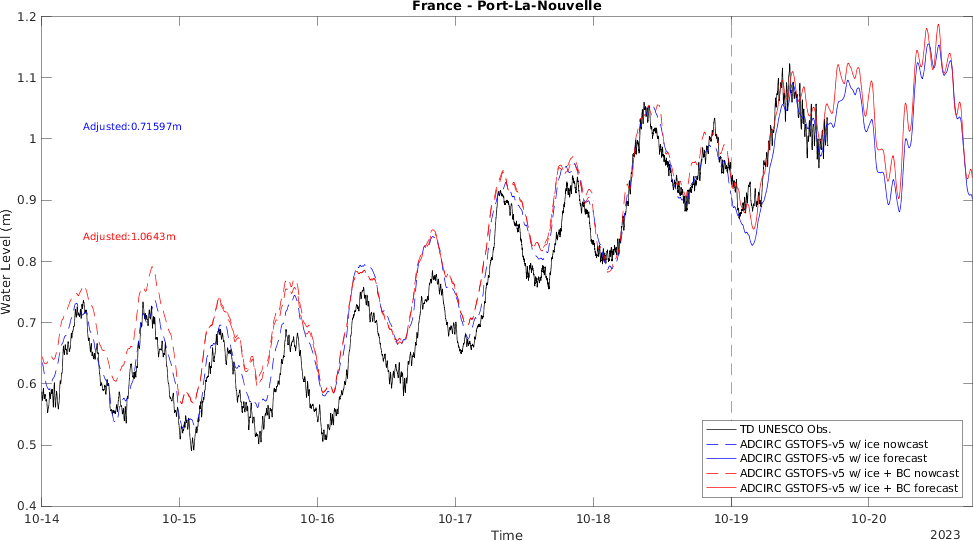 France - Port-La-Nouvelle
1.2
1.1
1
0.9
0.8
0.7
0.6
0.5
0.4
Water Level (m)
Adjusted:0.71597m
Adjusted:1.0643m
TD UNESCO Obs.
ADCIRC GSTOFS-v5 w/ ice nowcast
ADCIRC GSTOFS-v5 w/ ice forecast
ADCIRC GSTOFS-v5 w/ ice + BC nowcast
ADCIRC GSTOFS-v5 w/ ice + BC forecast
10-14 10-15 10-16 10-17 10-18 10-19 10-20
Time
2023